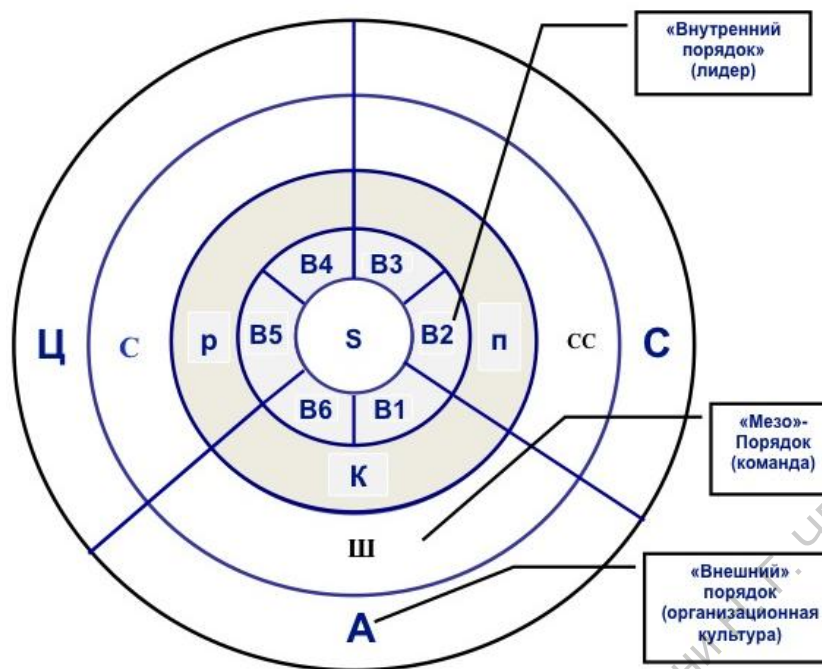 «Внутренний
порядок»
(лидер)
В4
В3
Ц
С
р
В5
S
В2
п
СС
С
В6
В1
«Мезо»-
Порядок
(команда)
К
Ш
«Внешний»
порядок
(организационная
культура)
А